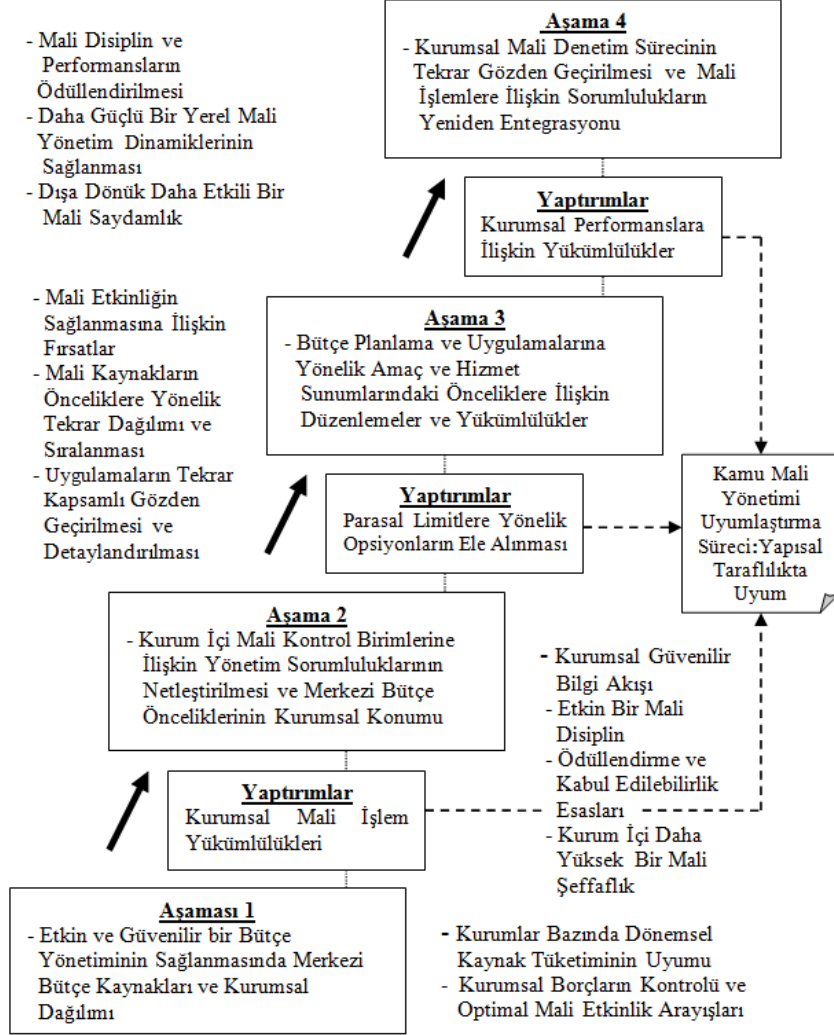 Aşama 4
- Kurumsal Mali Denetim Sürecinin
Tekrar Gözden Geçirilmesi ve Mali
İşlemlere İlişkin Sorumlulukların
Yeniden Entegrasyonu
- Mali Disiplin ve
Performansların
Ödüllendirilmesi
- Daha Güçlü Bir Yerel Mali
Yönetim Dinamiklerinin
Sağlanması
- Dışa Dönük Daha Etkili Bir
Mali Saydamlık
Yaptırımlar
Kurumsal Performanslara
İlişkin Yükümlülükler
Aşama 3
- Bütçe Planlama ve Uygulamalarına
Yönelik Amaç ve Hizmet
Sunumlarındaki Önceliklere İlişkin
Düzenlemeler ve Yükümlülükler
- Mali Etkinliğin
Sağlanmasına İlişkin
Fırsatlar
- Mali Kaynakların
Önceliklere Yönelik
Tekrar Dağılımı ve
Sıralanması
- Uygulamaların Tekrar
Kapsamlı Gözden
Geçirilmesi ve
Detaylandırılması
Yaptırımlar
Parasal Limitlere Yönelik
Opsiyonların Ele Alınması
Kamu Mali
Yönetimi
Uyumlaştırma
Süreci:Yapısal
Taraflılıkta
Uyum
Aşama 2
- Kurum İçi Mali Kontrol Birimlerine
İlişkin Yönetim Sorumluluklarının
Netleştirilmesi ve Merkezi Bütçe
Önceliklerinin Kurumsal Konumu
- Kurumsal Güvenilir
Bilgi Akışı
- Etkin Bir Mali
Disiplin
- Ödüllendirme ve
Kabul Edilebilirlik
Esasları
- Kurum İçi Daha
Yüksek Bir Mali
Şeffaflık
Yaptırımlar
Kurumsal Mali İşlem
Yükümlülükleri
Aşaması 1
- Etkin ve Güvenilir bir Bütçe
Yönetiminin Sağlanmasında Merkezi
Bütçe Kaynakları ve Kurumsal
Dağılımı
- Kurumlar Bazında Dönemsel
Kaynak Tüketiminin Uyumu
- Kurumsal Borçların Kontrolü ve
Optimal Mali Etkinlik Arayışları